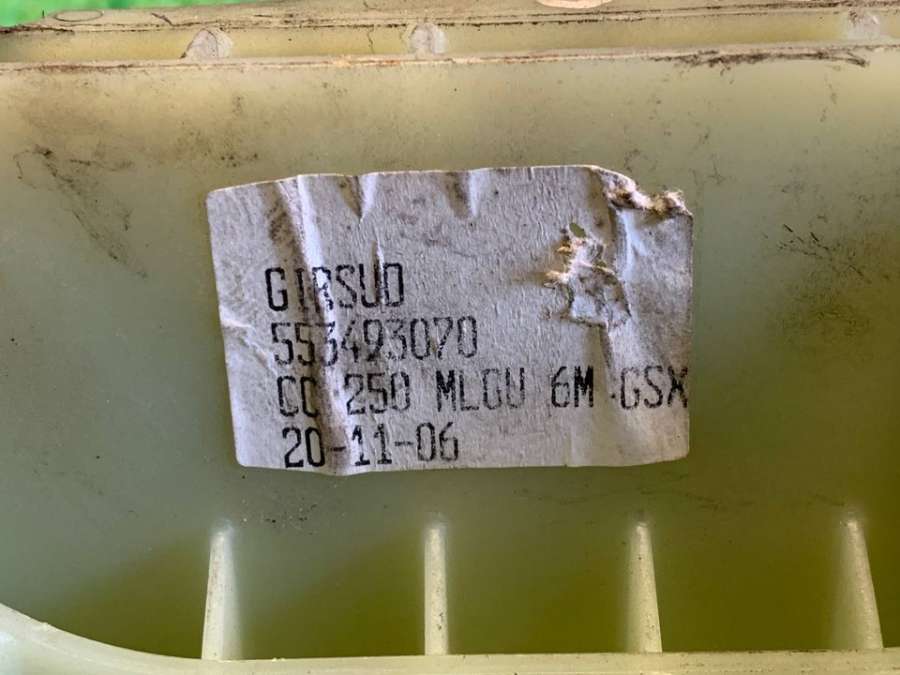 GIRSUD
553493070
CC 250 MLGU 6M GSX
20-11-06